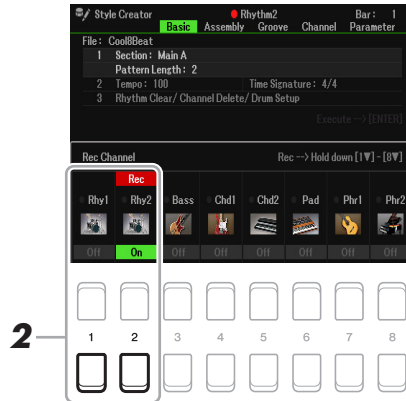 Style Creator Rhythm2 Bar: 1
Basic Assembly Groove Channel Parameter
File: Cool8Beat
1 Section: Main A
Pattern Length: 2
2 Tempo: 100 Time Signature: 4/4
3 Rhythm Clear/ Channel Delete/ Drum Setup
Execute --> [ENTER]
Rec Channel Rec --> Hold down [1▼] - [8▼]
Rec
Rhy1 Rhy2 Bass Chd1 Chd2 Pad Phr1 Phr2
Off On Off Off Off Off Off Off
2
1 2 3 4 5 6 7 8